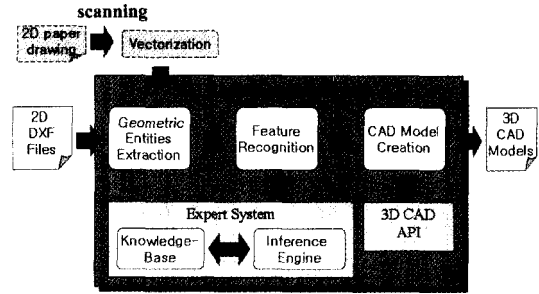 scanning
2D paper
drawing
Vectorization
2D
DXF
Files
Geometric
Entities
Extraction
Feature
Recognition
CAD Model
Creation
3D
CAD
Models
Expert System
Knowledge-
Base
Inference
Engine
3D CAD
API